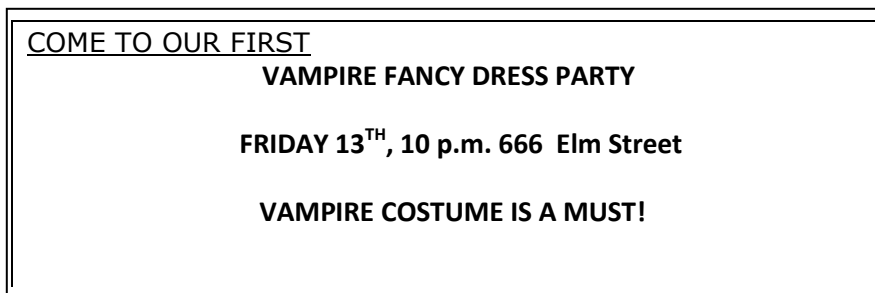 COME TO OUR FIRST
VAMPIRE FANCY DRESS PARTY
FRIDAY 13TH, 10 p.m. 666 Elm Street
VAMPIRE COSTUME IS A MUST!